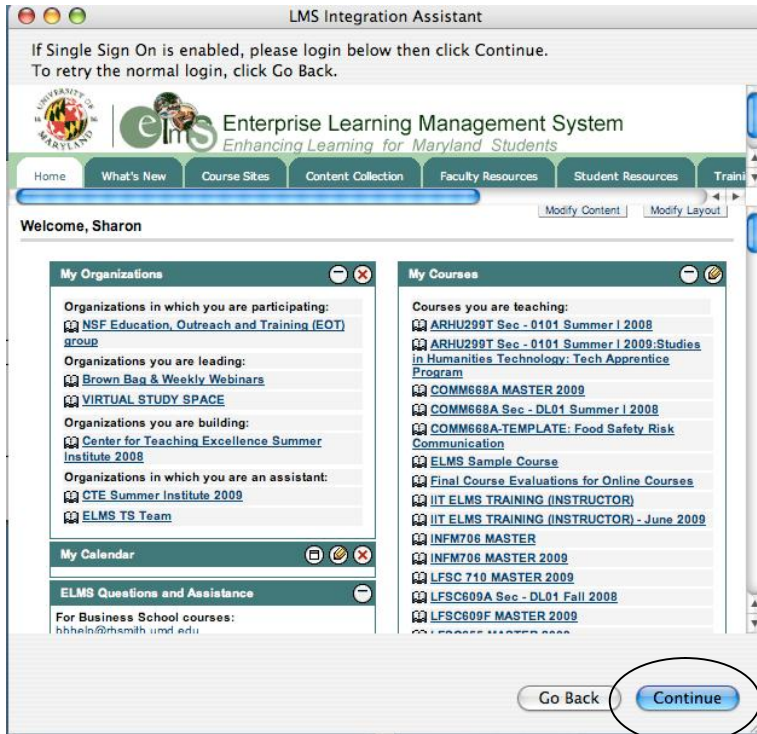 LMS Integration Assistant
If Single Sign On is enabled, please login below then click Continue.
To retry the normal login, click Go Back.
UNIVERSITY OF
MARYLAND
elms
Enterprise Learning Management System
Enhancing Learning for Maryland Students
Home
What's New
Course Sites
Content Collection
Faculty Resources
Student Resources
Traini
Modify Content
Modify Layout
Welcome, Sharon
My Organizations
Organizations in which you are participating:
NSF Education, Outreach and Training (EOT)
group
Organizations you are leading:
Brown Bag & Weekly Webinars
VIRTUAL STUDY SPACE
Organizations you are building:
Center for Teaching Excellence Summer
Institute 2008
Organizations in which you are an assistant:
CTE Summer Institute 2009
ELMS TS Team
My Calendar
ELMS Questions and Assistance
For Business School courses:
bbhelp@rhsmith.umd.edu
My Courses
Courses you are teaching:
ARHU299T Sec - 0101 Summer I 2008
ARHU299T Sec - 0101 Summer I 2009:Studies
in Humanities Technology: Tech Apprentice
Program
COMM668A MASTER 2009
COMM668A Sec - DL01 Summer I 2008
COMM668A-TEMPLATE: Food Safety Risk
Communication
ELMS Sample Course
Final Course Evaluations for Online Courses
IIT ELMS TRAINING (INSTRUCTOR)
IIT ELMS TRAINING (INSTRUCTOR) - June 2009
INFM706 MASTER
INFM706 MASTER 2009
LFSC 710 MASTER 2009
LFSC609A Sec - DL01 Fall 2008
LFSC609F MASTER 2009
Go Back
Continue